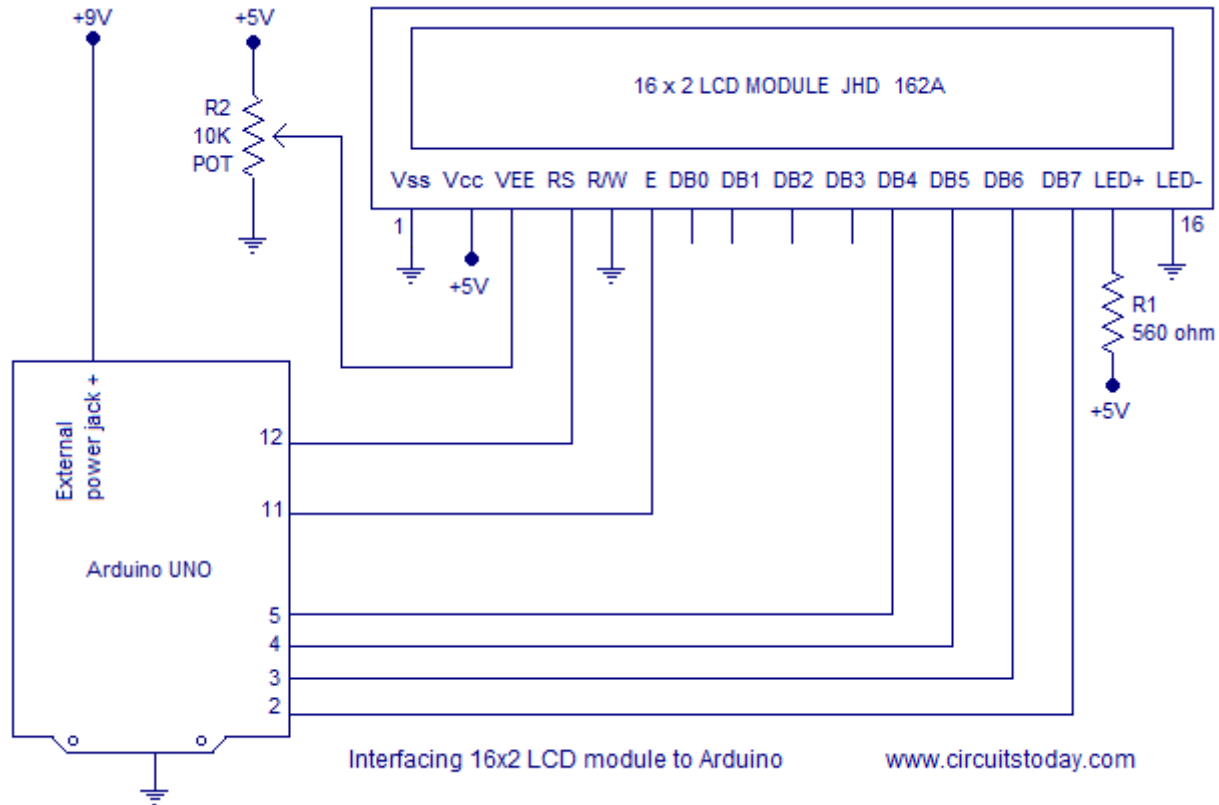 +9V
+5V
16 x 2 LCD MODULE JHD 162A
R2
10K
POT
Vss Vcc VEE RS R/W E DB0 DB1 DB2 DB3 DB4 DB5 DB6 DB7 LED+ LED-
1
16
+5V
R1
560 ohm
+5V
External
power jack +
12
11
Arduino UNO
5
4
3
2
Interfacing 16x2 LCD module to Arduino
www.circuitstoday.com